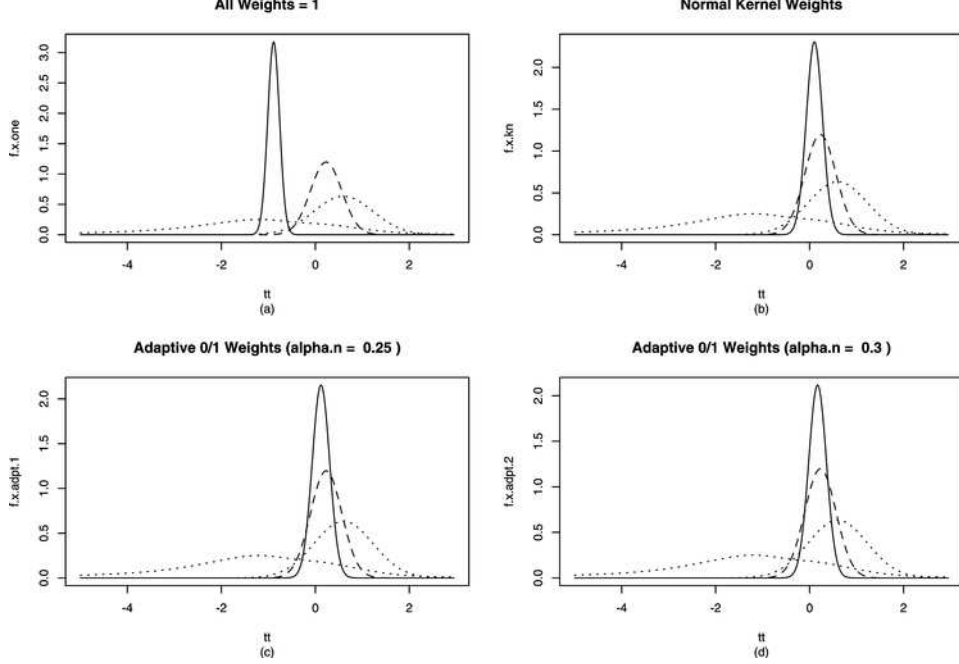 All Weights = 1
f.x.one
0.0 0.5 1.0 1.5 2.0 2.5 3.0
-4 -2 0 2
tt
(a)
Normal Kernel Weights
f.x.kn
0.0 0.5 1.0 1.5 2.0
-4 -2 0 2
tt
(b)
Adaptive 0/1 Weights (alpha.n = 0.25 )
f.x.adpt.1
0.0 0.5 1.0 1.5 2.0
-4 -2 0 2
tt
(c)
Adaptive 0/1 Weights (alpha.n = 0.3 )
f.x.adpt.2
0.0 0.5 1.0 1.5 2.0
-4 -2 0 2
tt
(d)